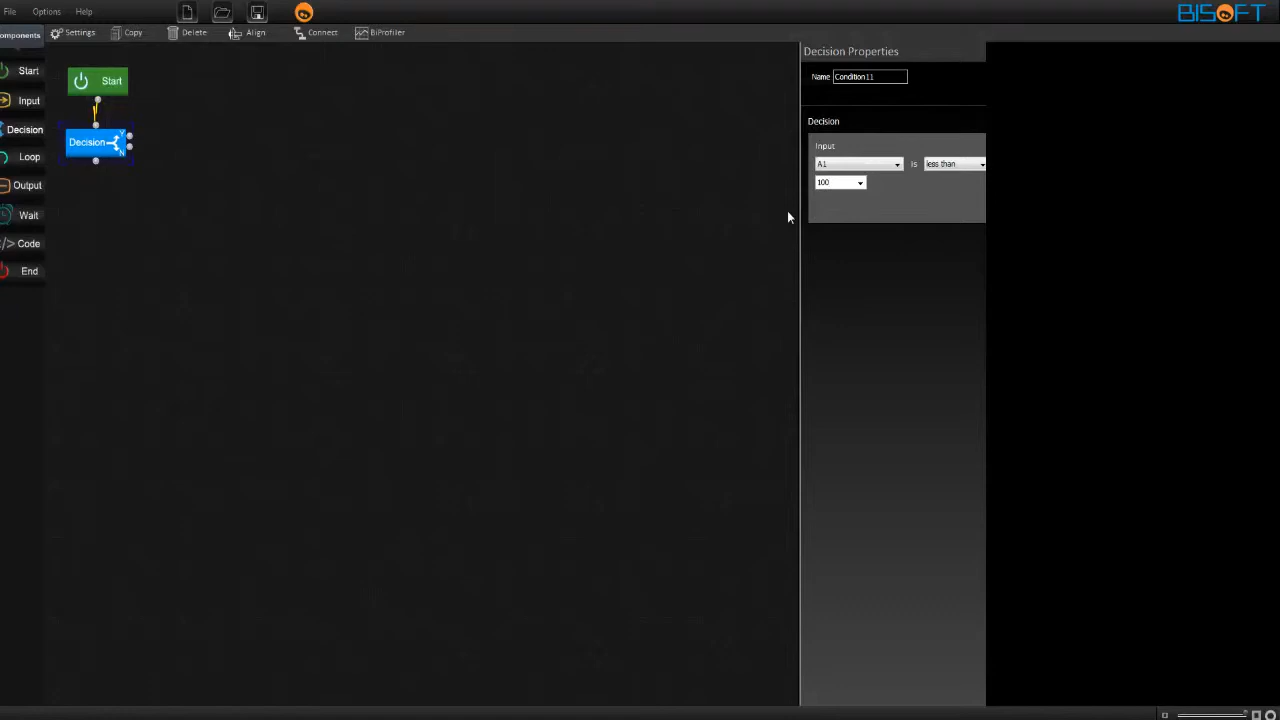 File Options Help BISOFT
omponents Settings Copy Delete Align Connect BiProfiler
Start
Input
Decision
Loop
Output
Wait
</> Code
End
Start
Decision Y N
Decision Properties
Name Condition11
Decision
Input
A1 is less than
100